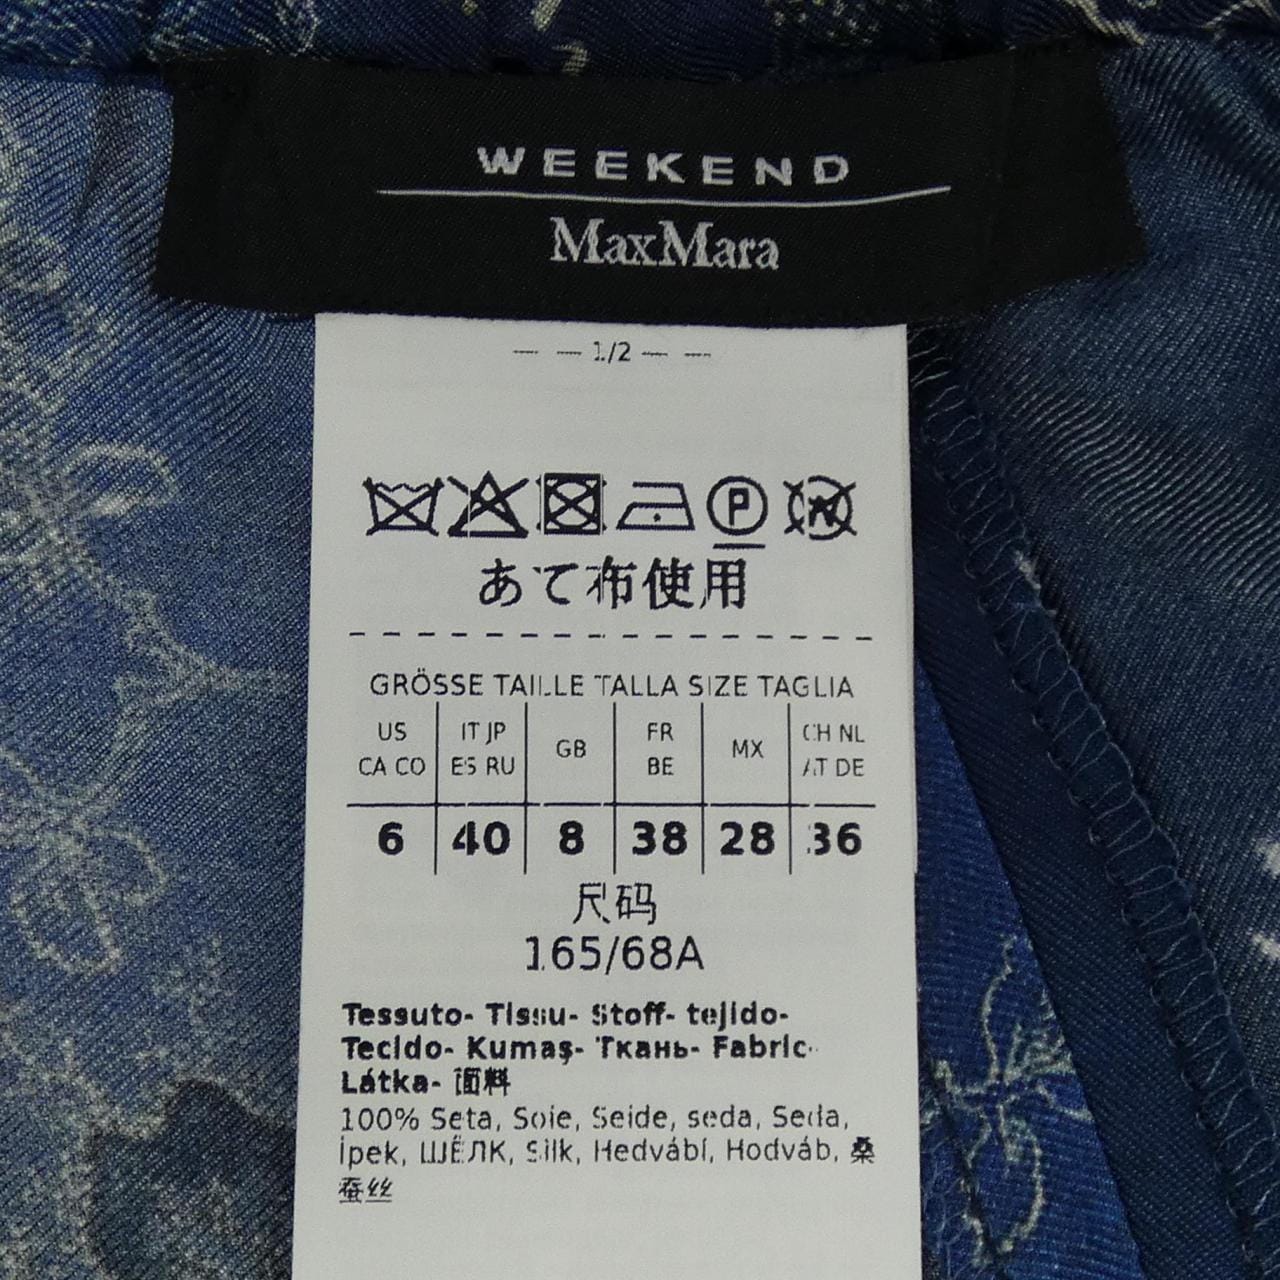 WEEKEND
MaxMara
— — 1/2 — —
あて布使用
GRÖSSE TAILLE TALLA SIZE TAGLIA
US IT JP GB FR MX CH NL
CA CO ES RU BE AT DE
6 40 8 38 28 36
尺码
165/68A
Tessuto- Tissu- Stoff- tejido-
Tecido- Kumaş- Ткань- Fabric-
Látka- 面料
100% Seta, Soie, Seide, seda, Seda,
İpek, ШЁЛК, Silk, Hedvábí, Hodváb, 桑
蚕丝